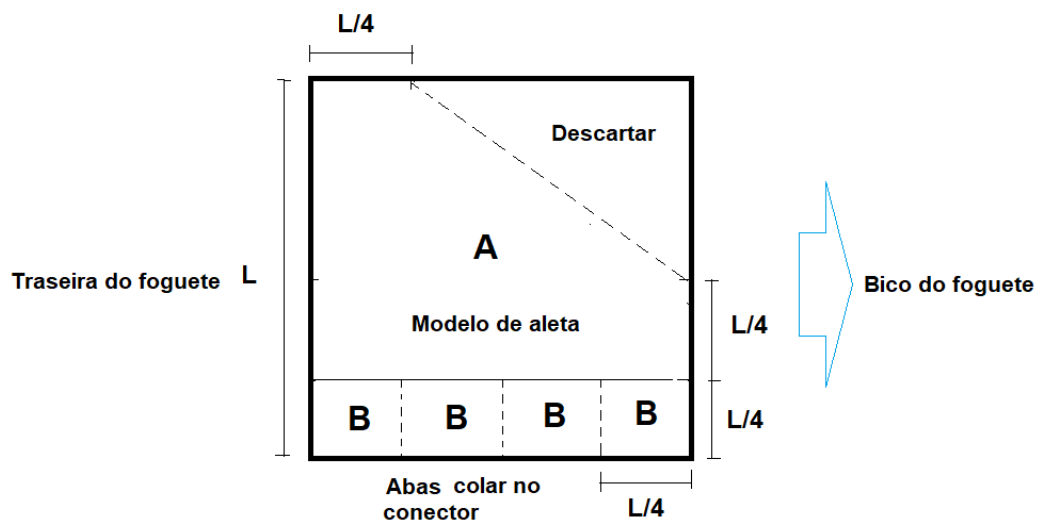 L/4
Descartar
A
Traseira do foguete
L
Bico do foguete
Modelo de aleta
L/4
B
B
B
B
L/4
Abas colar no
conector
L/4